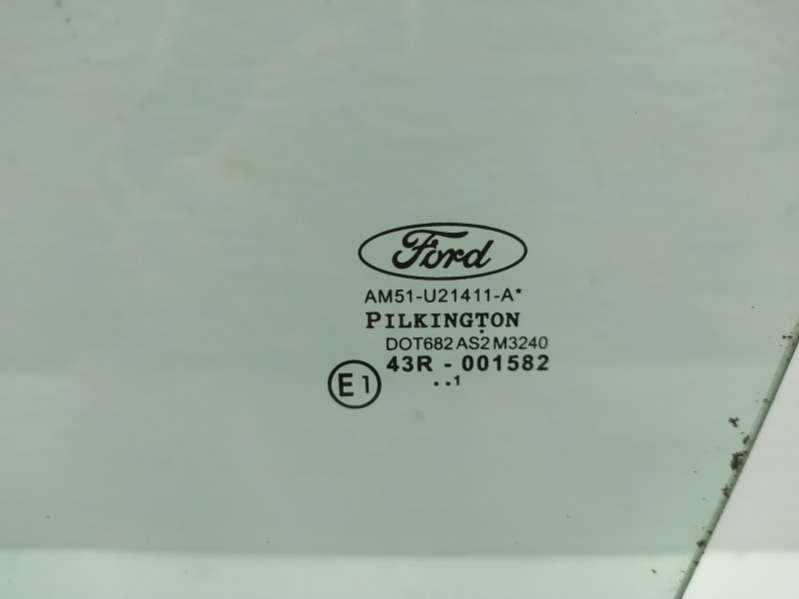 Ford
AM51-U21411-A*
PILKINGTON
DOT682 AS2 M3240
43R - 001582
E1
..1